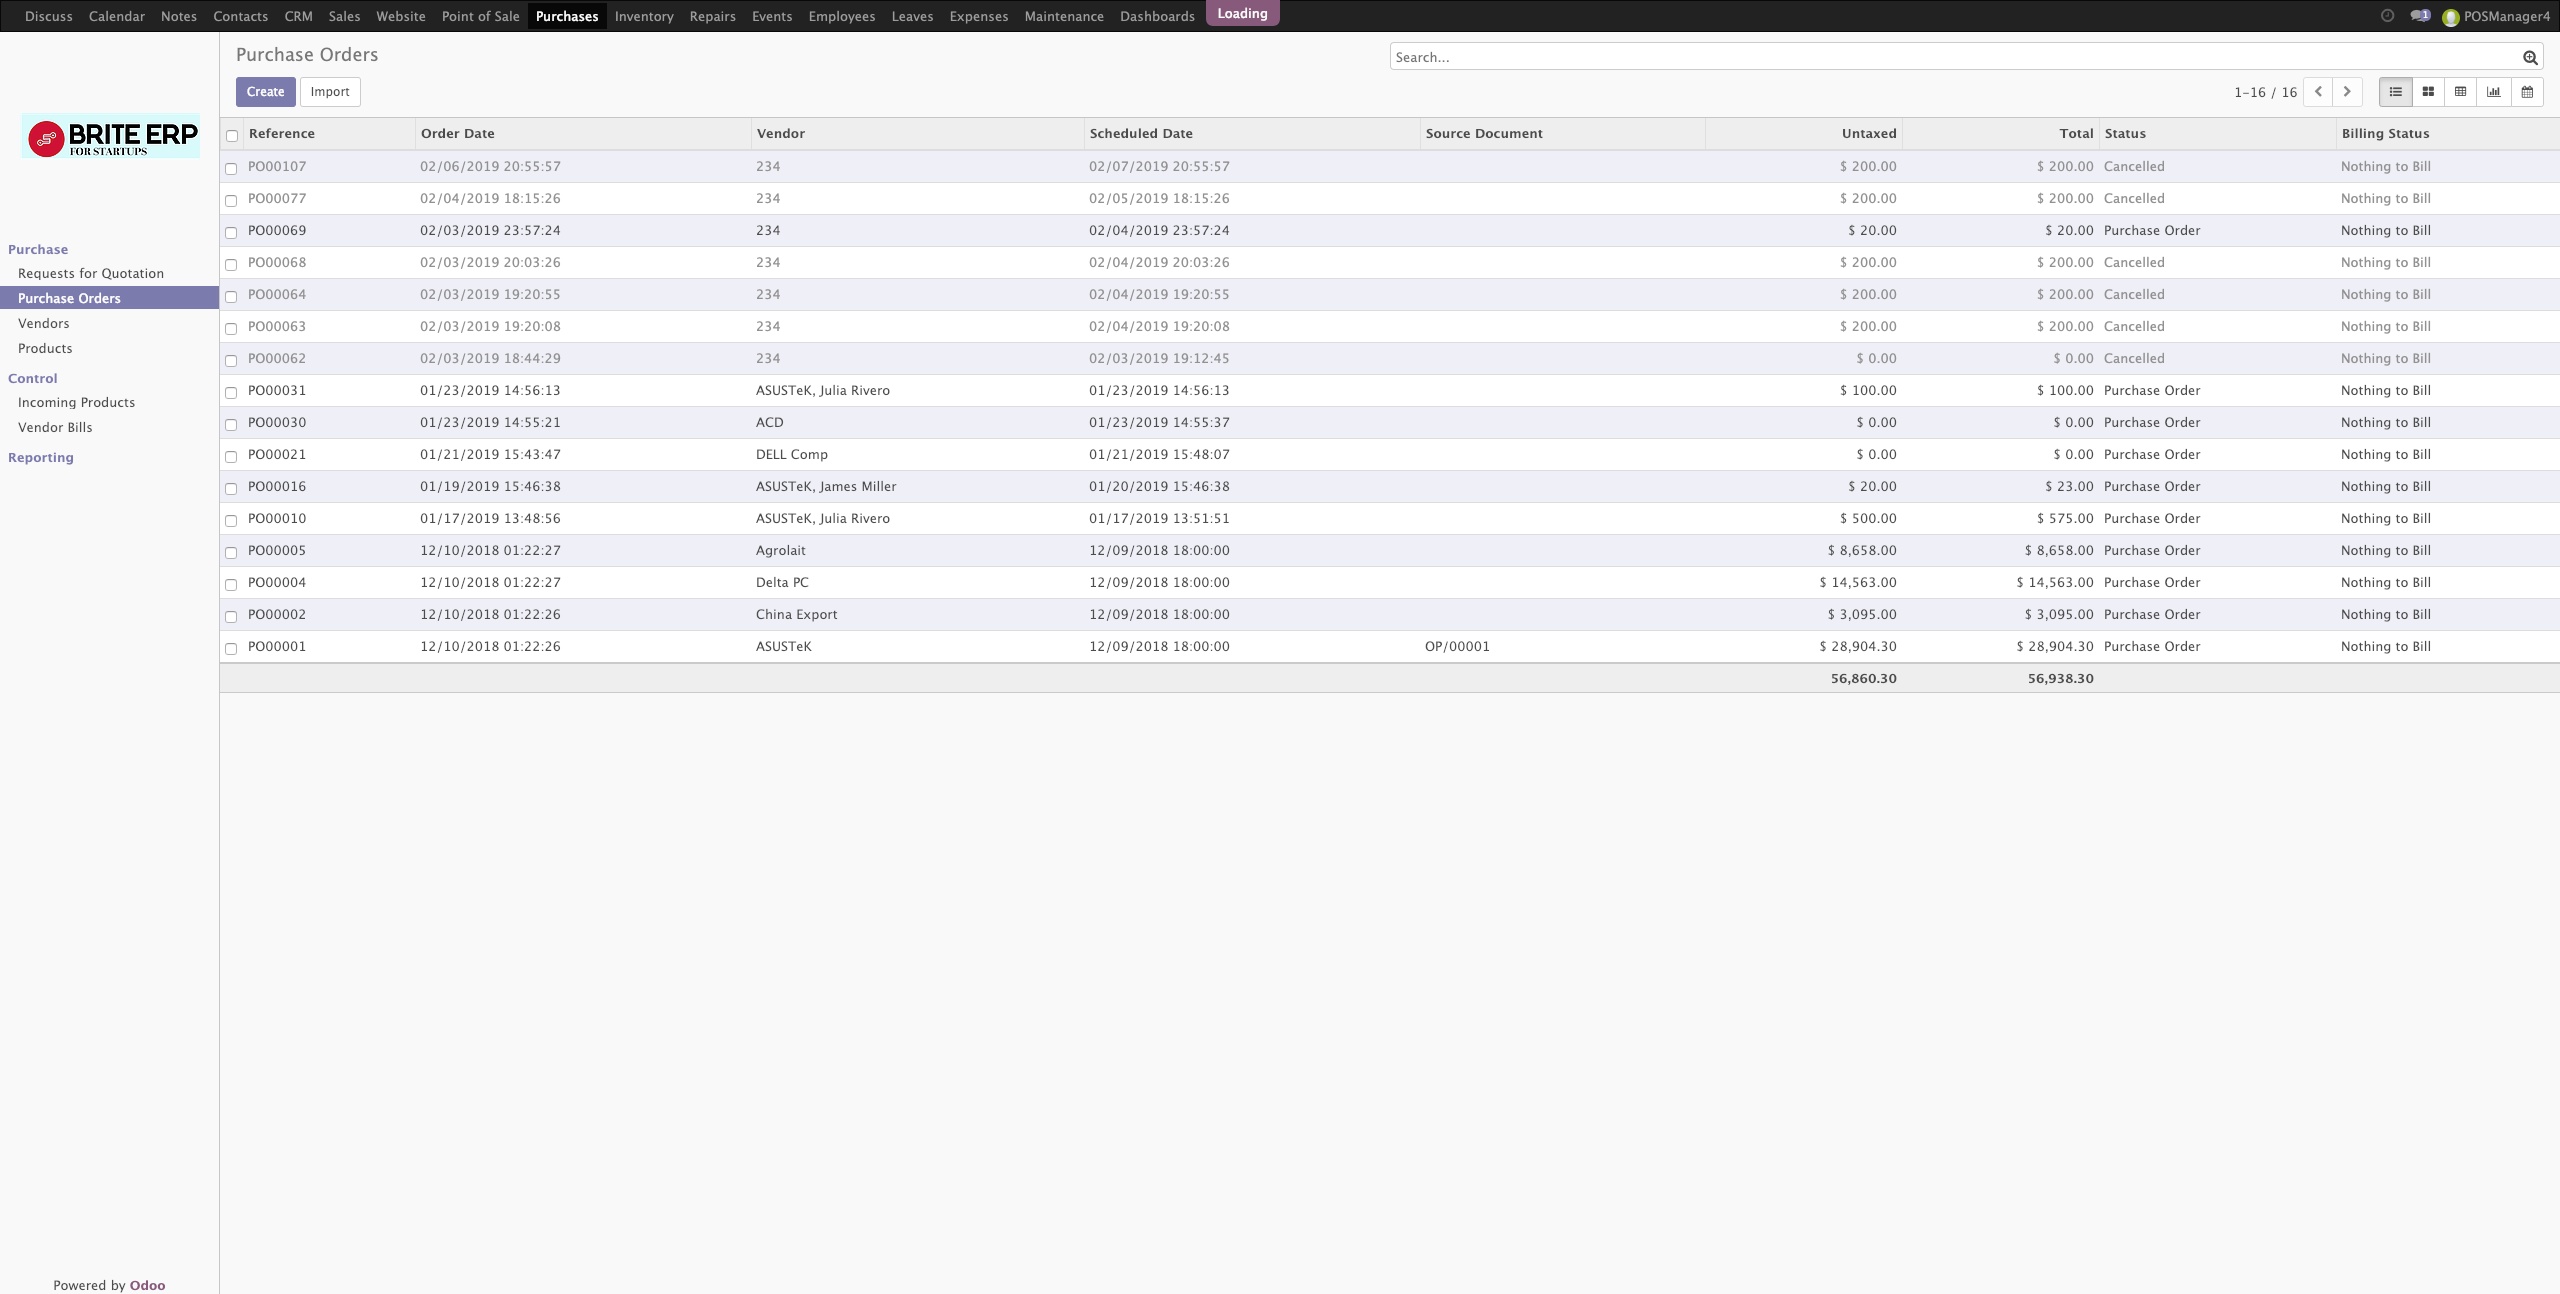 Discuss Calendar Notes Contacts CRM Sales Website Point of Sale Purchases Inventory Repairs Events Employees Leaves Expenses Maintenance Dashboards Loading 1 POSManager4
Purchase Orders Search...
Create Import 1-16 / 16
BRITE ERP
FOR STARTUPS
Purchase
Requests for Quotation
Purchase Orders
Vendors
Products
Control
Incoming Products
Vendor Bills
Reporting
Reference Order Date Vendor Scheduled Date Source Document Untaxed Total Status Billing Status
PO00107 02/06/2019 20:55:57 234 02/07/2019 20:55:57 $ 200.00 $ 200.00 Cancelled Nothing to Bill
PO00077 02/04/2019 18:15:26 234 02/05/2019 18:15:26 $ 200.00 $ 200.00 Cancelled Nothing to Bill
PO00069 02/03/2019 23:57:24 234 02/04/2019 23:57:24 $ 20.00 $ 20.00 Purchase Order Nothing to Bill
PO00068 02/03/2019 20:03:26 234 02/04/2019 20:03:26 $ 200.00 $ 200.00 Cancelled Nothing to Bill
PO00064 02/03/2019 19:20:55 234 02/04/2019 19:20:55 $ 200.00 $ 200.00 Cancelled Nothing to Bill
PO00063 02/03/2019 19:20:08 234 02/04/2019 19:20:08 $ 200.00 $ 200.00 Cancelled Nothing to Bill
PO00062 02/03/2019 18:44:29 234 02/03/2019 19:12:45 $ 0.00 $ 0.00 Cancelled Nothing to Bill
PO00031 01/23/2019 14:56:13 ASUSTeK, Julia Rivero 01/23/2019 14:56:13 $ 100.00 $ 100.00 Purchase Order Nothing to Bill
PO00030 01/23/2019 14:55:21 ACD 01/23/2019 14:55:37 $ 0.00 $ 0.00 Purchase Order Nothing to Bill
PO00021 01/21/2019 15:43:47 DELL Comp 01/21/2019 15:48:07 $ 0.00 $ 0.00 Purchase Order Nothing to Bill
PO00016 01/19/2019 15:46:38 ASUSTeK, James Miller 01/20/2019 15:46:38 $ 20.00 $ 23.00 Purchase Order Nothing to Bill
PO00010 01/17/2019 13:48:56 ASUSTeK, Julia Rivero 01/17/2019 13:51:51 $ 500.00 $ 575.00 Purchase Order Nothing to Bill
PO00005 12/10/2018 01:22:27 Agrolait 12/09/2018 18:00:00 $ 8,658.00 $ 8,658.00 Purchase Order Nothing to Bill
PO00004 12/10/2018 01:22:27 Delta PC 12/09/2018 18:00:00 $ 14,563.00 $ 14,563.00 Purchase Order Nothing to Bill
PO00002 12/10/2018 01:22:26 China Export 12/09/2018 18:00:00 $ 3,095.00 $ 3,095.00 Purchase Order Nothing to Bill
PO00001 12/10/2018 01:22:26 ASUSTeK 12/09/2018 18:00:00 OP/00001 $ 28,904.30 $ 28,904.30 Purchase Order Nothing to Bill
56,860.30 56,938.30
Powered by Odoo